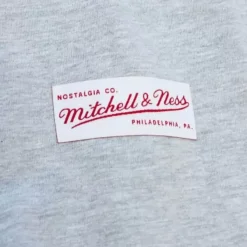 NOSTALGIA CO.
Mitchell & Ness
PHILADELPHIA, PA.